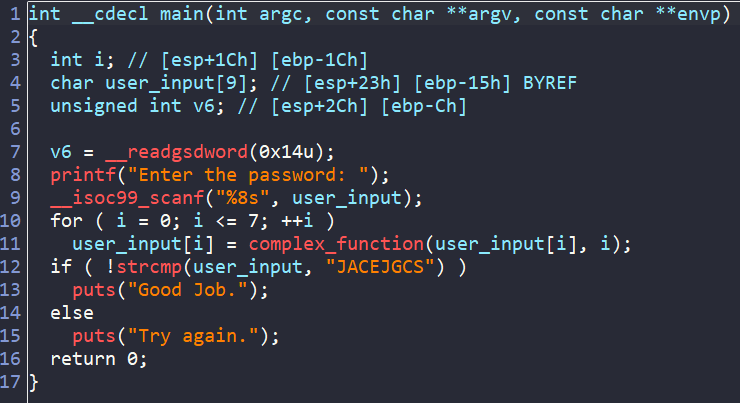 1 int __cdecl main(int argc, const char **argv, const char **envp)
2 {
3   int i; // [esp+1Ch] [ebp-1Ch]
4   char user_input[9]; // [esp+23h] [ebp-15h] BYREF
5   unsigned int v6; // [esp+2Ch] [ebp-Ch]
6
7   v6 = __readgsdword(0x14u);
8   printf("Enter the password: ");
9   __isoc99_scanf("%8s", user_input);
10   for ( i = 0; i <= 7; ++i )
11     user_input[i] = complex_function(user_input[i], i);
12   if ( !strcmp(user_input, "JACEJGCS") )
13     puts("Good Job.");
14   else
15     puts("Try again.");
16   return 0;
17 }